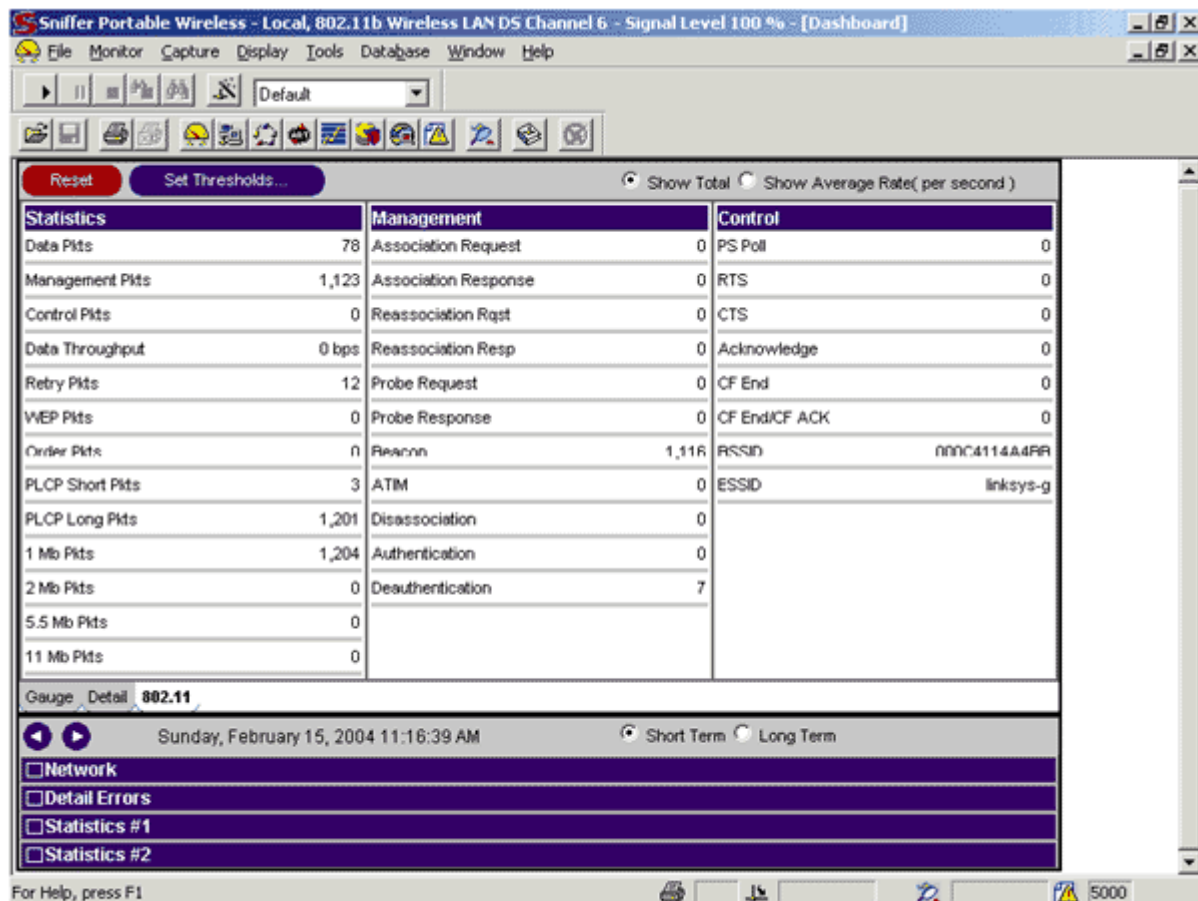 Sniffer Portable Wireless - Local, 802.11b Wireless LAN DS Channel 6 - Signal Level 100 % - [Dashboard]
File Monitor Capture Display Tools Database Window Help
Default
Reset Set Thresholds... Show Total Show Average Rate( per second )
Statistics Management Control
Data Pkts 78 Association Request 0 PS Poll 0
Management Pkts 1,123 Association Response 0 RTS 0
Control Pkts 0 Reassociation Rqst 0 CTS 0
Data Throughput 0 bps Reassociation Resp 0 Acknowledge 0
Retry Pkts 12 Probe Request 0 CF End 0
WEP Pkts 0 Probe Response 0 CF End/CF ACK 0
Order Pkts 0 Beacon 1,116 BSSID 000C4114A4BB
PLCP Short Pkts 3 ATIM 0 ESSID linksys-g
PLCP Long Pkts 1,201 Disassociation 0
1 Mb Pkts 1,204 Authentication 0
2 Mb Pkts 0 Deauthentication 7
5.5 Mb Pkts 0
11 Mb Pkts 0
Gauge Detail 802.11
Sunday, February 15, 2004 11:16:39 AM Short Term Long Term
Network
Detail Errors
Statistics #1
Statistics #2
For Help, press F1 5000